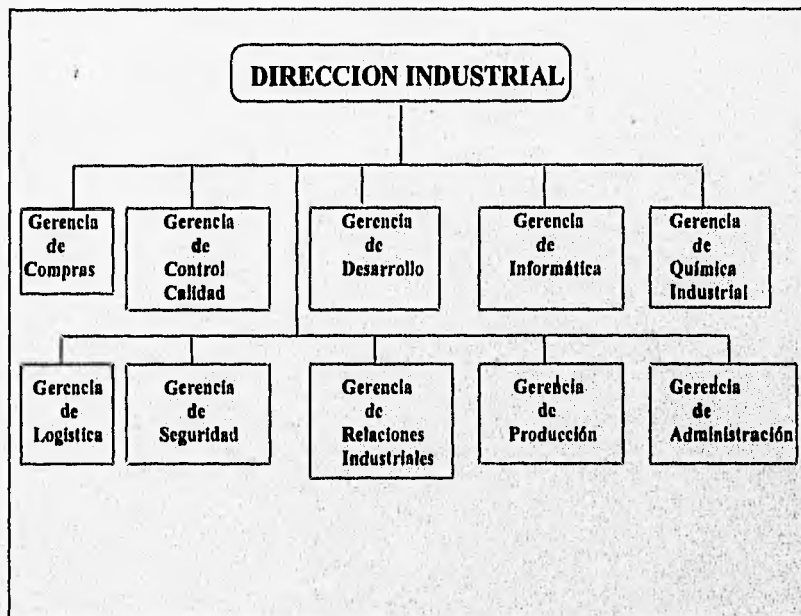 DIRECCION INDUSTRIAL
Gerencia
de
Compras
Gerencia
de
Control
Calidad
Gerencia
de
Desarrollo
Gerencia
de
Informática
Gerencia
de
Química
Industrial
Gerencia
de
Logística
Gerencia
de
Seguridad
Gerencia
de
Relaciones
Industriales
Gerencia
de
Producción
Gerencia
de
Administración